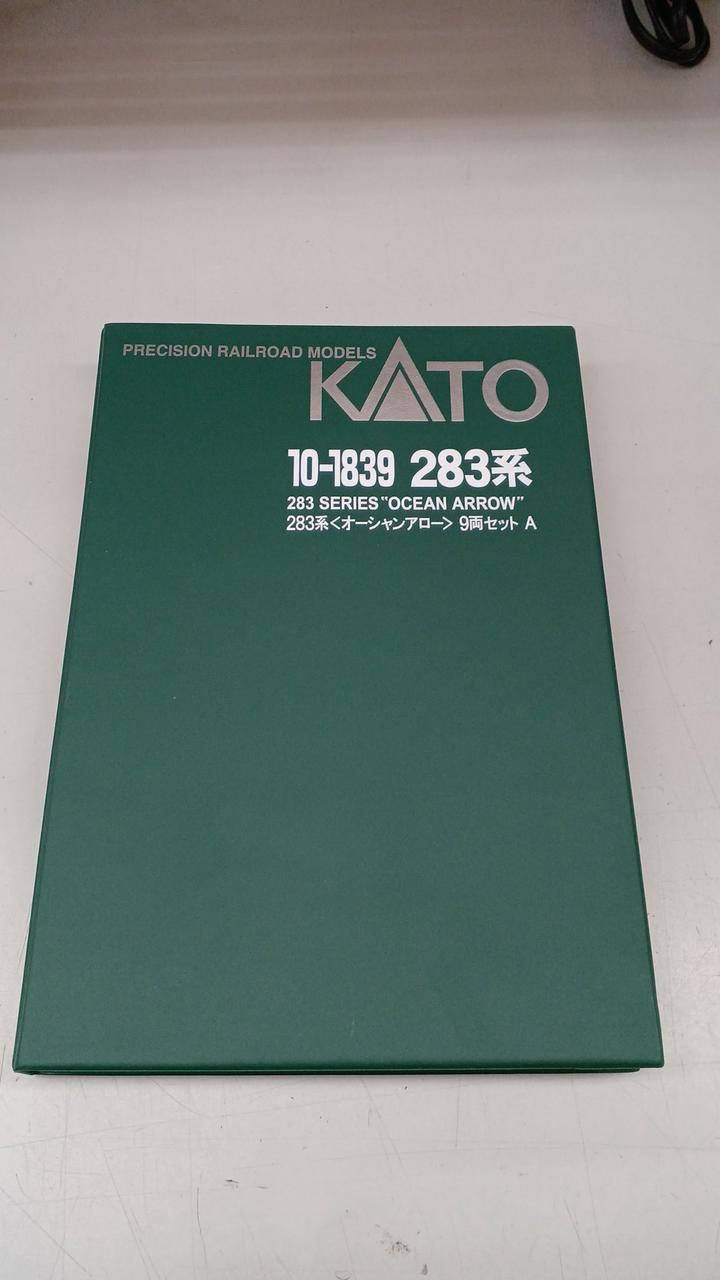 PRECISION RAILROAD MODELS
KATO
10-1839 283系
283 SERIES "OCEAN ARROW"
283系<オーシャンアロー> 9両セット A